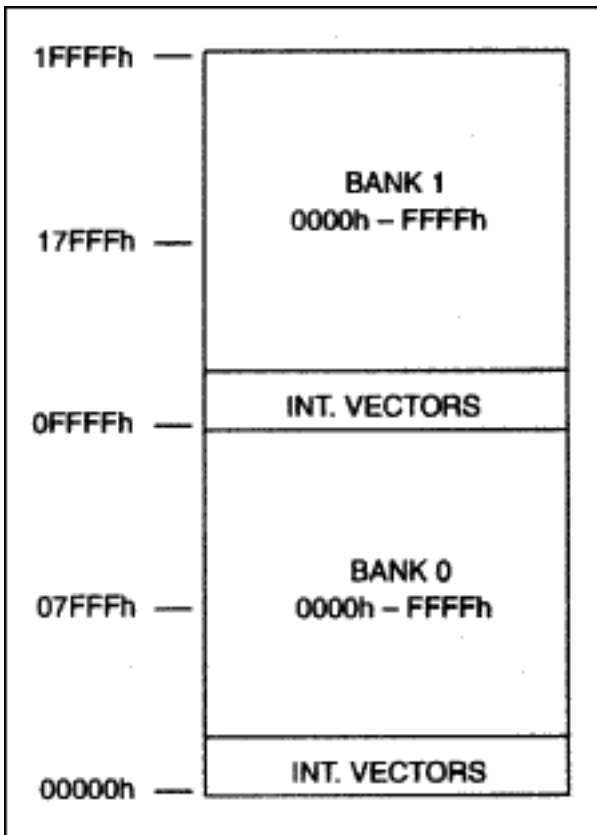 1FFFFh
BANK 1
0000h – FFFFh
17FFFh
INT. VECTORS
0FFFFh
BANK 0
0000h – FFFFh
07FFFh
INT. VECTORS
00000h